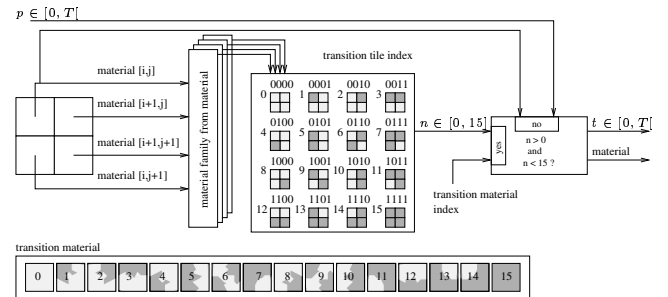 p ∈ [0, T[
transition tile index
material [i,j]
material [i+1,j]
material [i+1,j+1]
material [i,j+1]
material family from material
0000 0001 0010 0011
0 1 2 3
0100 0101 0110 0111
4 5 6 7
1000 1001 1010 1011
8 9 10 11
1100 1101 1110 1111
12 13 14 15
n ∈ [0, 15]
yes
no
n > 0
and
n < 15 ?
t ∈ [0, T[
material
transition material
index
transition material
0 1 2 3 4 5 6 7 8 9 10 11 12 13 14 15